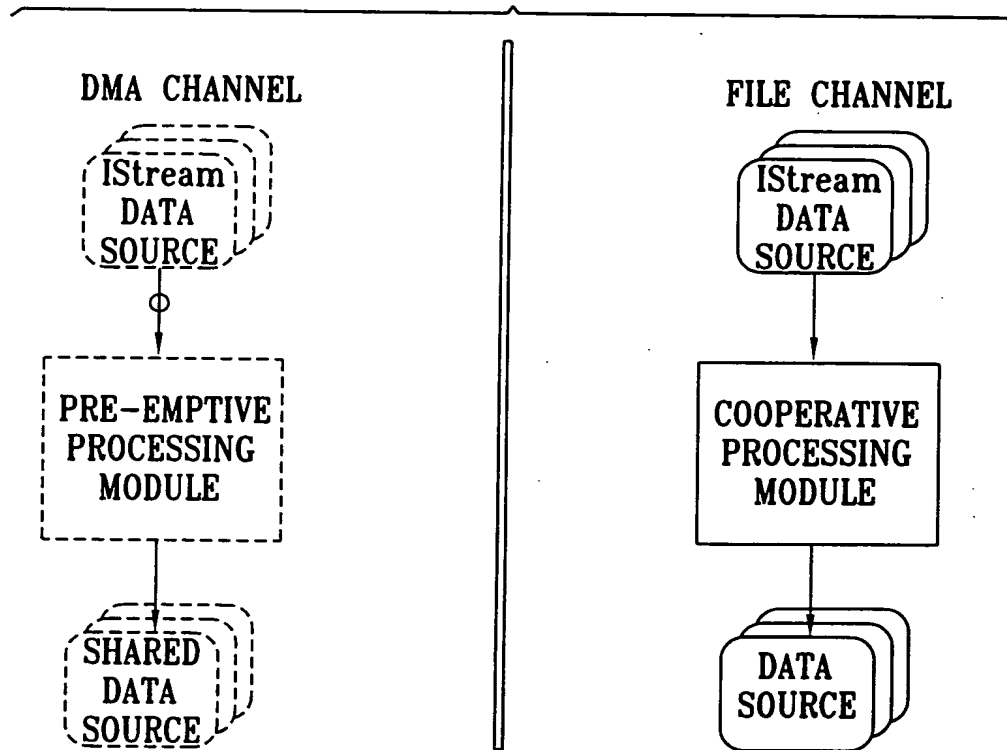 DMA CHANNEL
IStream
DATA
SOURCE
PRE-EMPTIVE
PROCESSING
MODULE
SHARED
DATA
SOURCE
FILE CHANNEL
IStream
DATA
SOURCE
COOPERATIVE
PROCESSING
MODULE
DATA
SOURCE